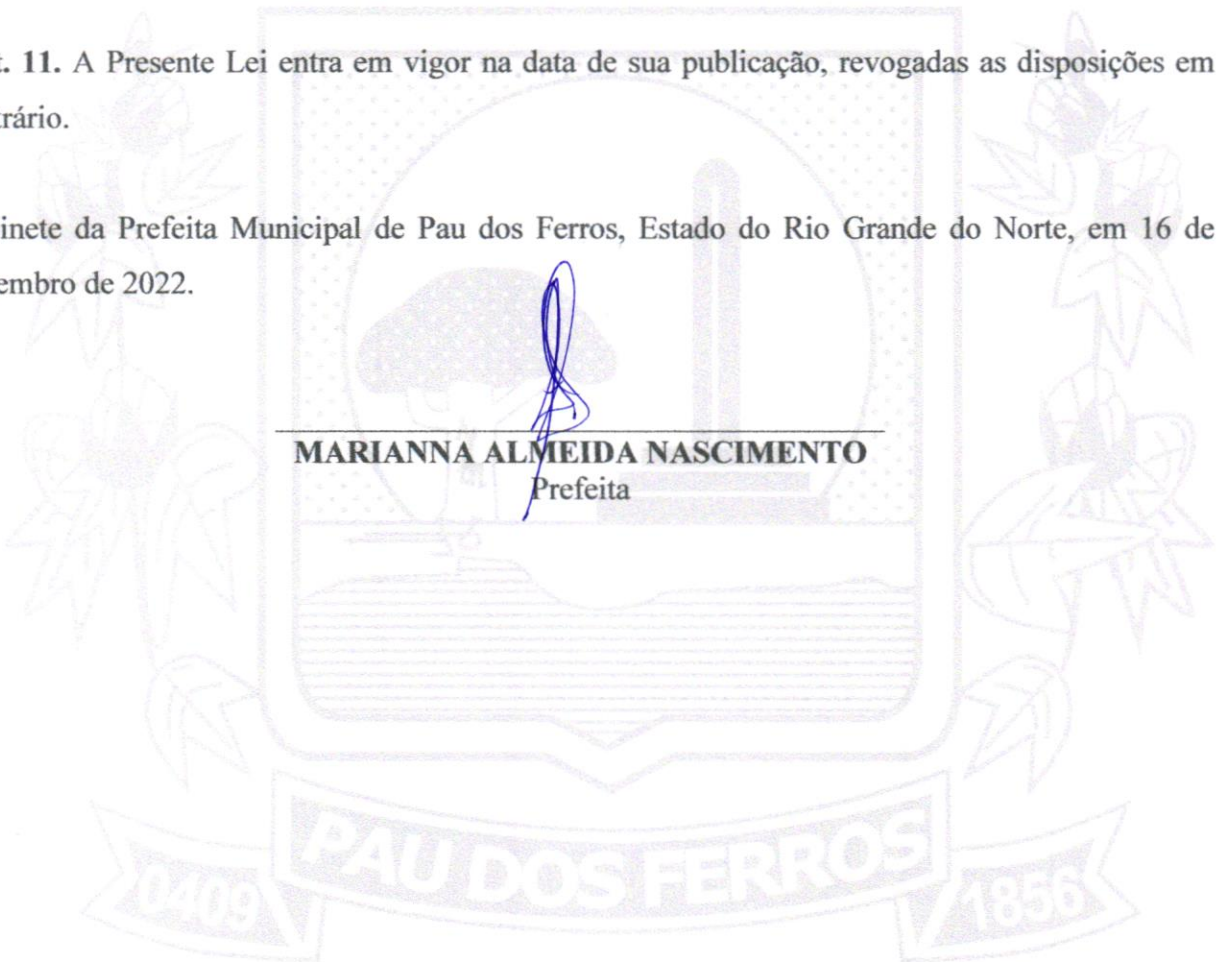 t. 11. A Presente Lei entra em vigor na data de sua publicação, revogadas as disposições em
trário.
inete da Prefeita Municipal de Pau dos Ferros, Estado do Rio Grande do Norte, em 16 de
embro de 2022.
MARIANNA ALMEIDA NASCIMENTO
Prefeita
PAU DOS FERROS
0409 1856